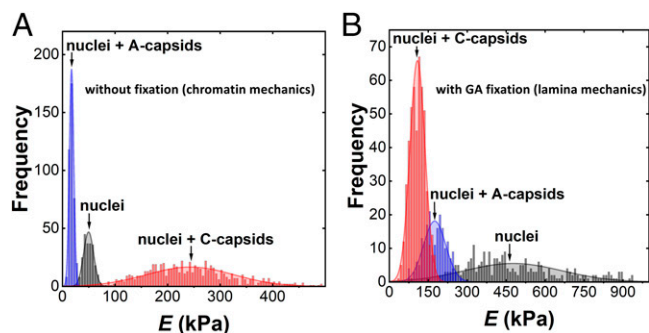 A
nuclei + A-capsids
without fixation (chromatin mechanics)
nuclei
nuclei + C-capsids
Frequency
200
150
100
50
0
0 100 200 300 400
E (kPa)
B
nuclei + C-capsids
with GA fixation (lamina mechanics)
nuclei + A-capsids
nuclei
Frequency
70
60
50
40
30
20
10
0
0 150 300 450 600 750 900
E (kPa)